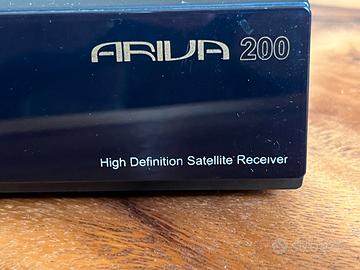 ARIVA 200
High Definition Satellite Receiver